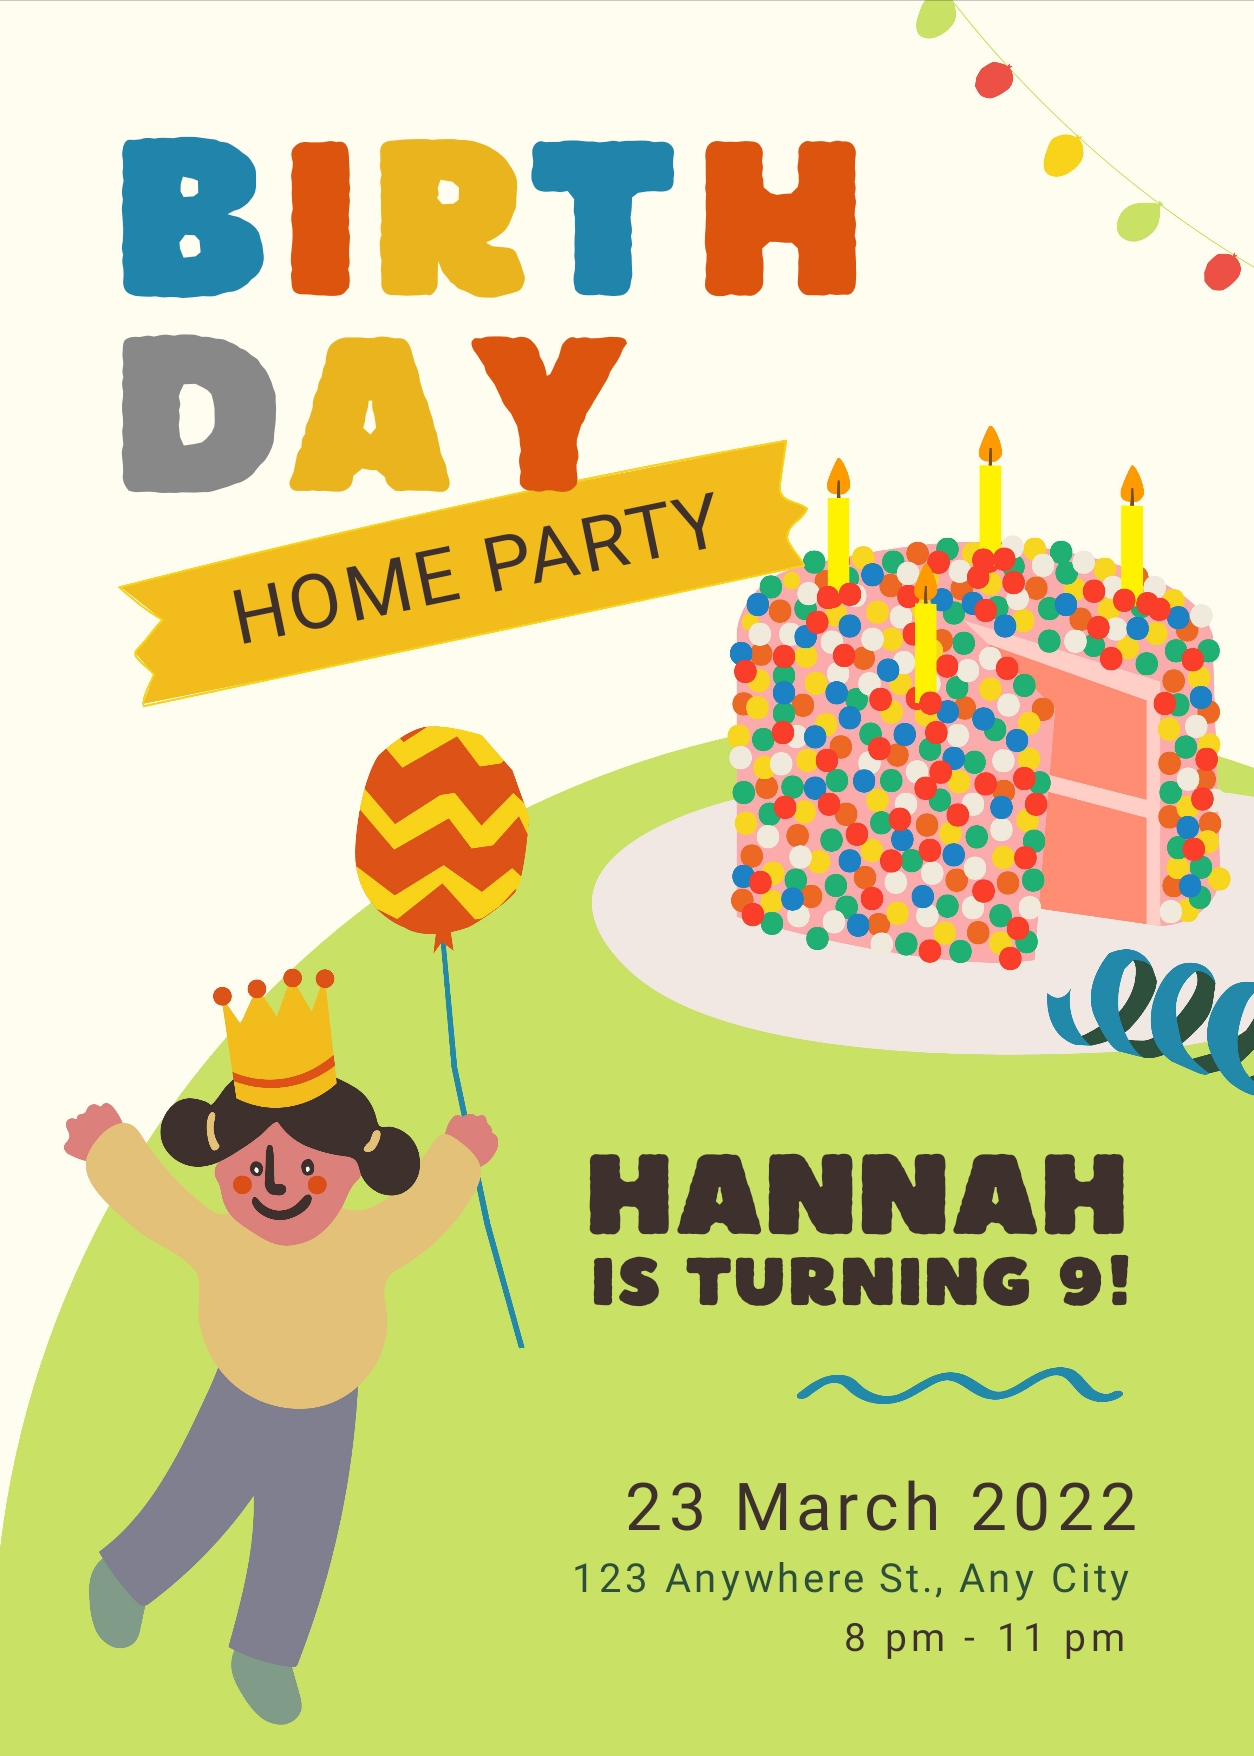 BIRTH
DAY
HOME PARTY
HANNAH
IS TURNING 9!
23 March 2022
123 Anywhere St., Any City
8 pm - 11 pm